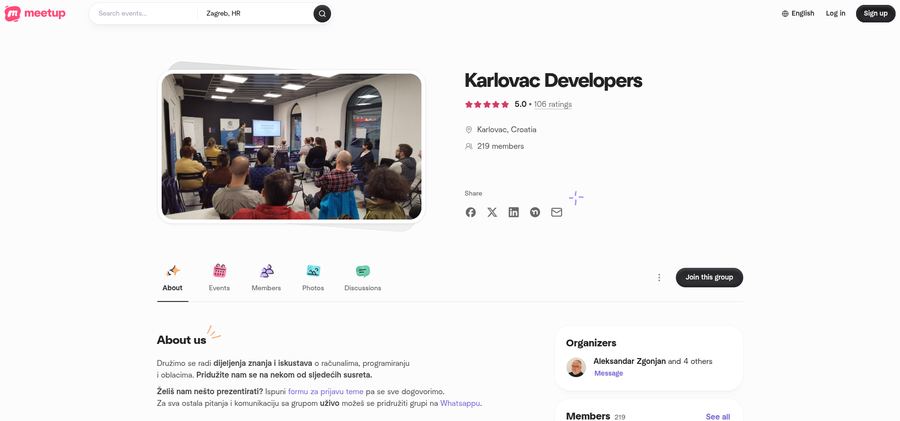 meetup
Search events...
Zagreb, HR
English
Log in
Sign up
Karlovac Developers
5.0 • 106 ratings
Karlovac, Croatia
219 members
Share
About
Events
Members
Photos
Discussions
Join this group
About us
Družimo se radi dijeljenja znanja i iskustava o računalima, programiranju
i oblacima. Pridružite nam se na nekom od sljedećih susreta.
Želiš nam nešto prezentirati? Ispuni formu za prijavu teme pa se sve dogovorimo.
Za sva ostala pitanja i komunikaciju sa grupom uživo možeš se pridružiti grupi na Whatsappu.
Organizers
Aleksandar Zgonjan and 4 others
Message
Members 219
See all